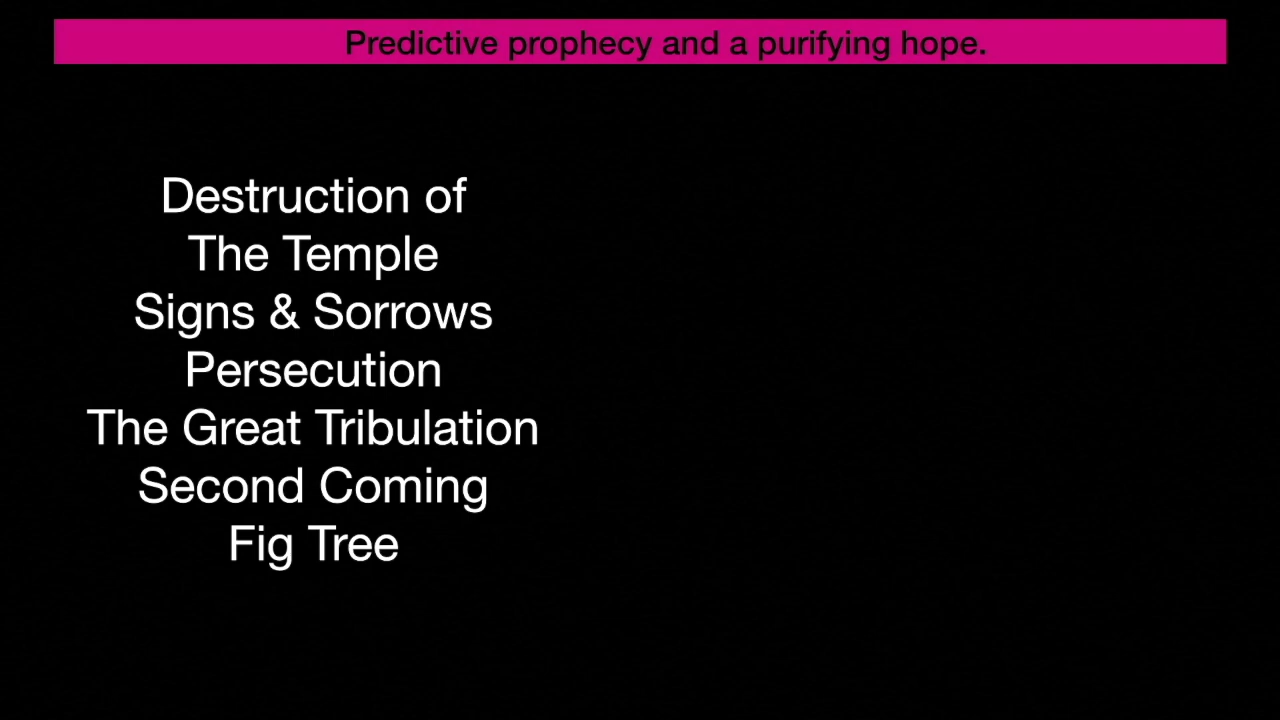 Predictive prophecy and a purifying hope.
Destruction of
The Temple
Signs & Sorrows
Persecution
The Great Tribulation
Second Coming
Fig Tree